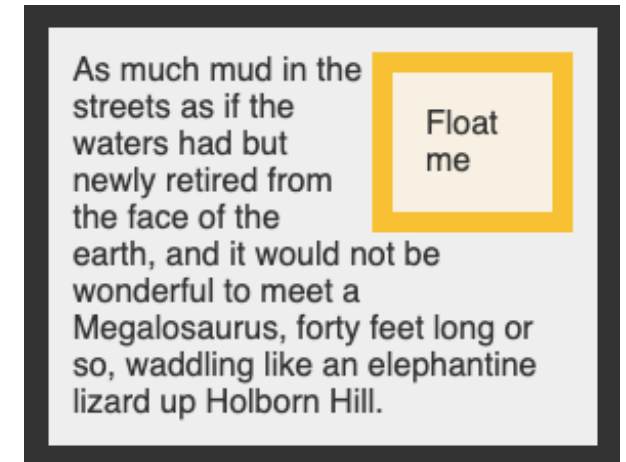 As much mud in the
streets as if the
waters had but
newly retired from
the face of the
earth, and it would not be
wonderful to meet a
Megalosaurus, forty feet long or
so, waddling like an elephantine
lizard up Holborn Hill.
Float
me